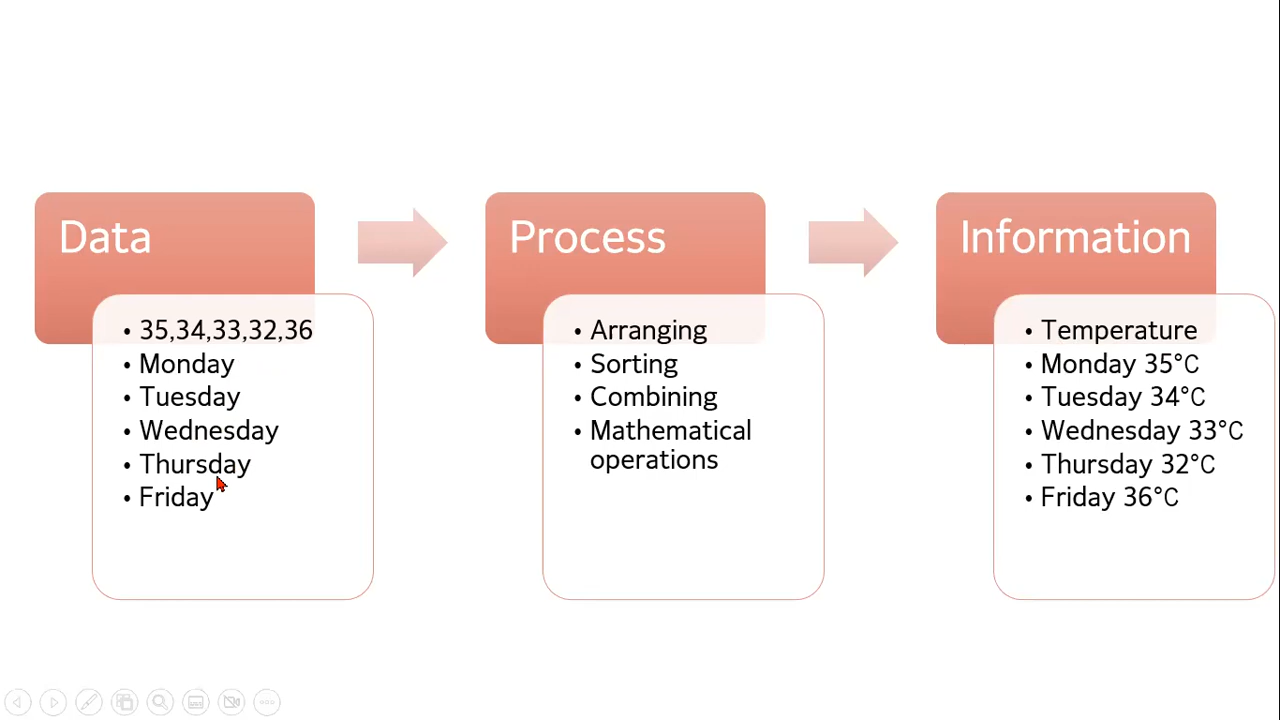 Data
• 35,34,33,32,36
• Monday
• Tuesday
• Wednesday
• Thursday
• Friday
Process
• Arranging
• Sorting
• Combining
• Mathematical
operations
Information
• Temperature
• Monday 35°C
• Tuesday 34°C
• Wednesday 33°C
• Thursday 32°C
• Friday 36°C